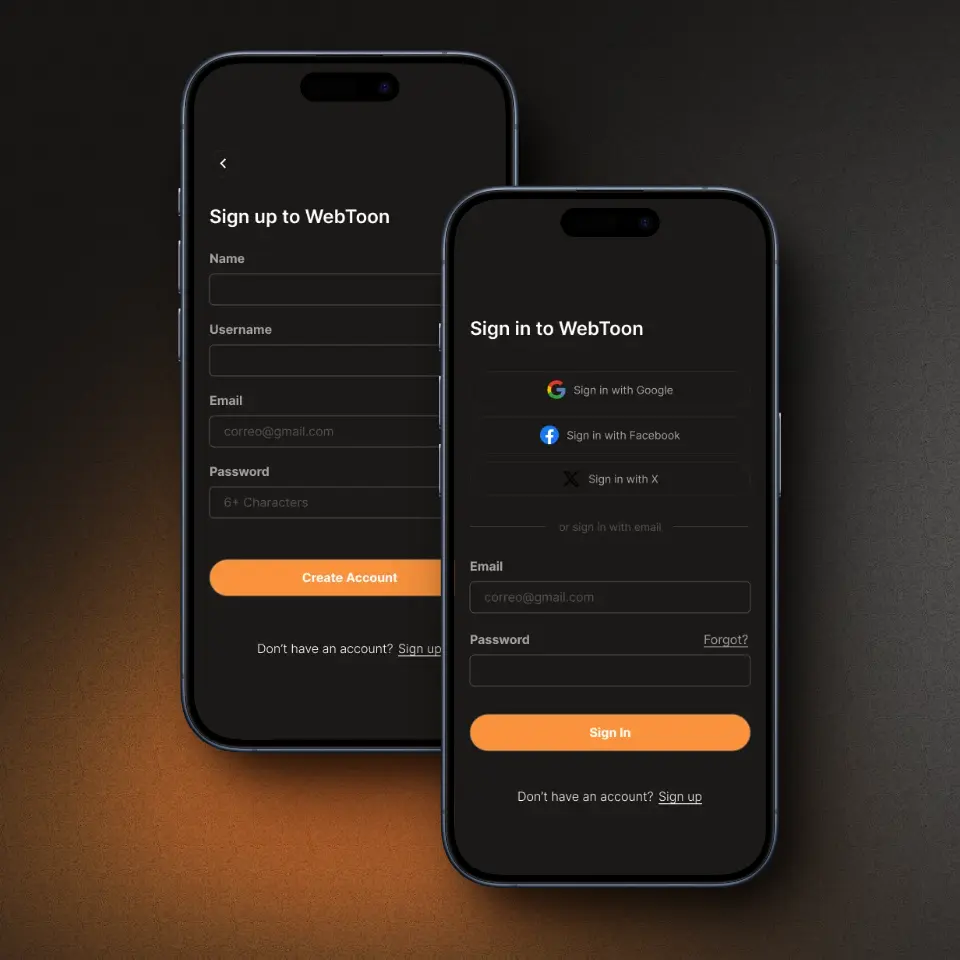 Sign up to WebToon
Name
Username
Email
correo@gmail.com
Password
6+ Characters
Create Account
Don't have an account? Sign up
Sign in to WebToon
Sign in with Google
Sign in with Facebook
Sign in with X
or sign in with email
Email
correo@gmail.com
Password Forgot?
Sign In
Don't have an account? Sign up